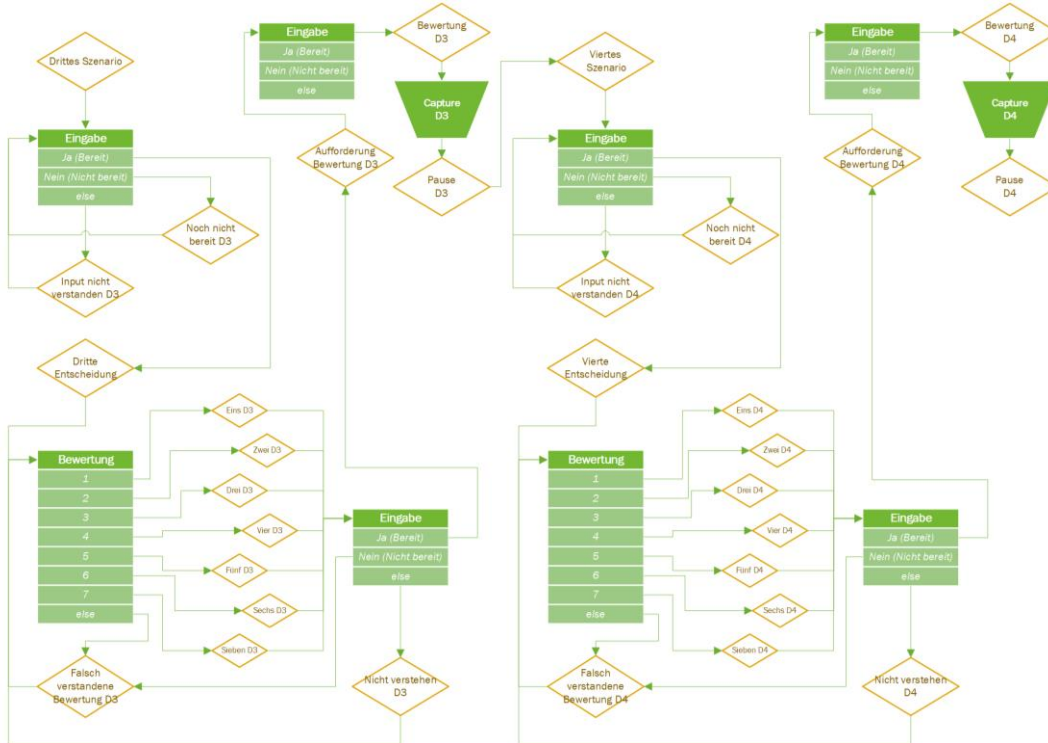 Drittes Szenario
Eingabe
Ja (Bereit)
Nein (Nicht bereit)
else
Noch nicht
bereit D3
Input nicht
verstanden D3
Dritte
Entscheidung
Bewertung
1
2
3
4
5
6
7
else
Eins D3
Zwei D3
Drei D3
Vier D3
Fünf D3
Sechs D3
Sieben D3
Falsch
verstandene
Bewertung D3
Eingabe
Ja (Bereit)
Nein (Nicht bereit)
else
Nicht verstehen
D3
Aufforderung
Bewertung D3
Eingabe
Ja (Bereit)
Nein (Nicht bereit)
else
Bewertung
D3
Capture
D3
Pause
D3
Viertes
Szenario
Eingabe
Ja (Bereit)
Nein (Nicht bereit)
else
Noch nicht
bereit D4
Input nicht
verstanden D4
Vierte
Entscheidung
Bewertung
1
2
3
4
5
6
7
else
Eins D4
Zwei D4
Drei D4
Vier D4
Fünf D4
Sechs D4
Sieben D4
Falsch
verstandene
Bewertung D4
Eingabe
Ja (Bereit)
Nein (Nicht bereit)
else
Nicht verstehen
D4
Aufforderung
Bewertung D4
Eingabe
Ja (Bereit)
Nein (Nicht bereit)
else
Bewertung
D4
Capture
D4
Pause
D4